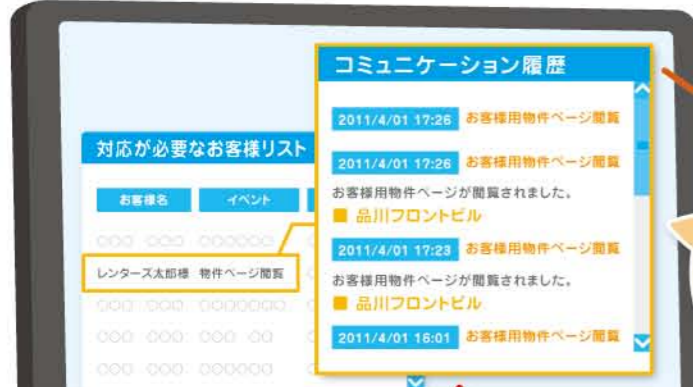 コミュニケーション履歴
2011/4/01 17:26 お客様用物件ページ閲覧
2011/4/01 17:26 お客様用物件ページ閲覧
お客様用物件ページが閲覧されました。
■ 品川フロントビル
2011/4/01 17:23 お客様用物件ページ閲覧
お客様用物件ページが閲覧されました。
■ 品川フロントビル
2011/4/01 16:01 お客様用物件ページ閲覧
対応が必要なお客様リスト
お客様名 イベント
○○○ ○○○ ○○○○○○
レンターズ太郎様 物件ページ閲覧
○○○ ○○○ ○○○○○○○
○○○ ○○○ ○○○ ○○
○○○ ○○○ ○○○○○○